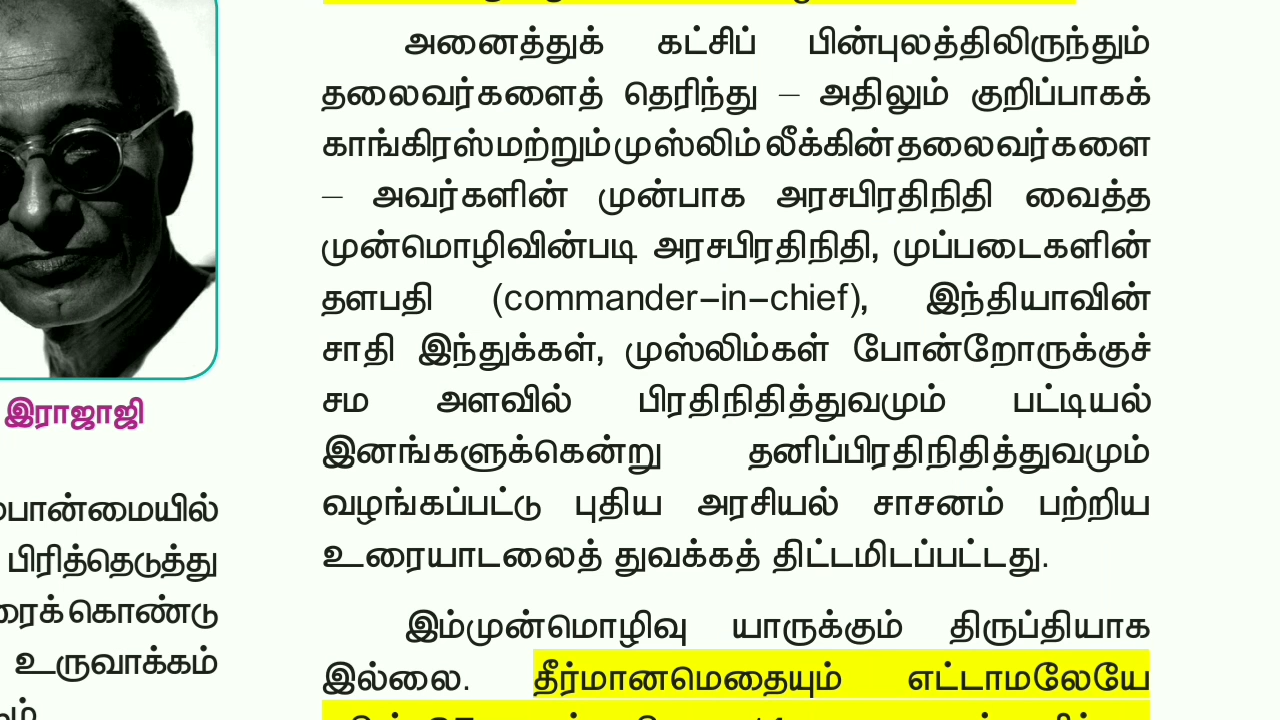 இராஜாஜி
பான்மையில்
பிரித்தெடுத்து
ரைக்கொண்டு
உருவாக்கம்
அனைத்துக் கட்சிப் பின்புலத்திலிருந்தும்
தலைவர்களைத் தெரிந்து – அதிலும் குறிப்பாகக்
காங்கிரஸ் மற்றும் முஸ்லிம் லீக்கின் தலைவர்களை
– அவர்களின் முன்பாக அரசபிரதிநிதி வைத்த
முன்மொழிவின்படி அரசபிரதிநிதி, முப்படைகளின்
தளபதி (commander–in–chief), இந்தியாவின்
சாதி இந்துக்கள், முஸ்லிம்கள் போன்றோருக்குச்
சம அளவில் பிரதிநிதித்துவமும் பட்டியல்
இனங்களுக்கென்று தனிப்பிரதிநிதித்துவமும்
வழங்கப்பட்டு புதிய அரசியல் சாசனம் பற்றிய
உரையாடலைத் துவக்கத் திட்டமிடப்பட்டது.
இம்முன்மொழிவு யாருக்கும் திருப்தியாக
இல்லை. தீர்மானமெதையும் எட்டாமலேயே